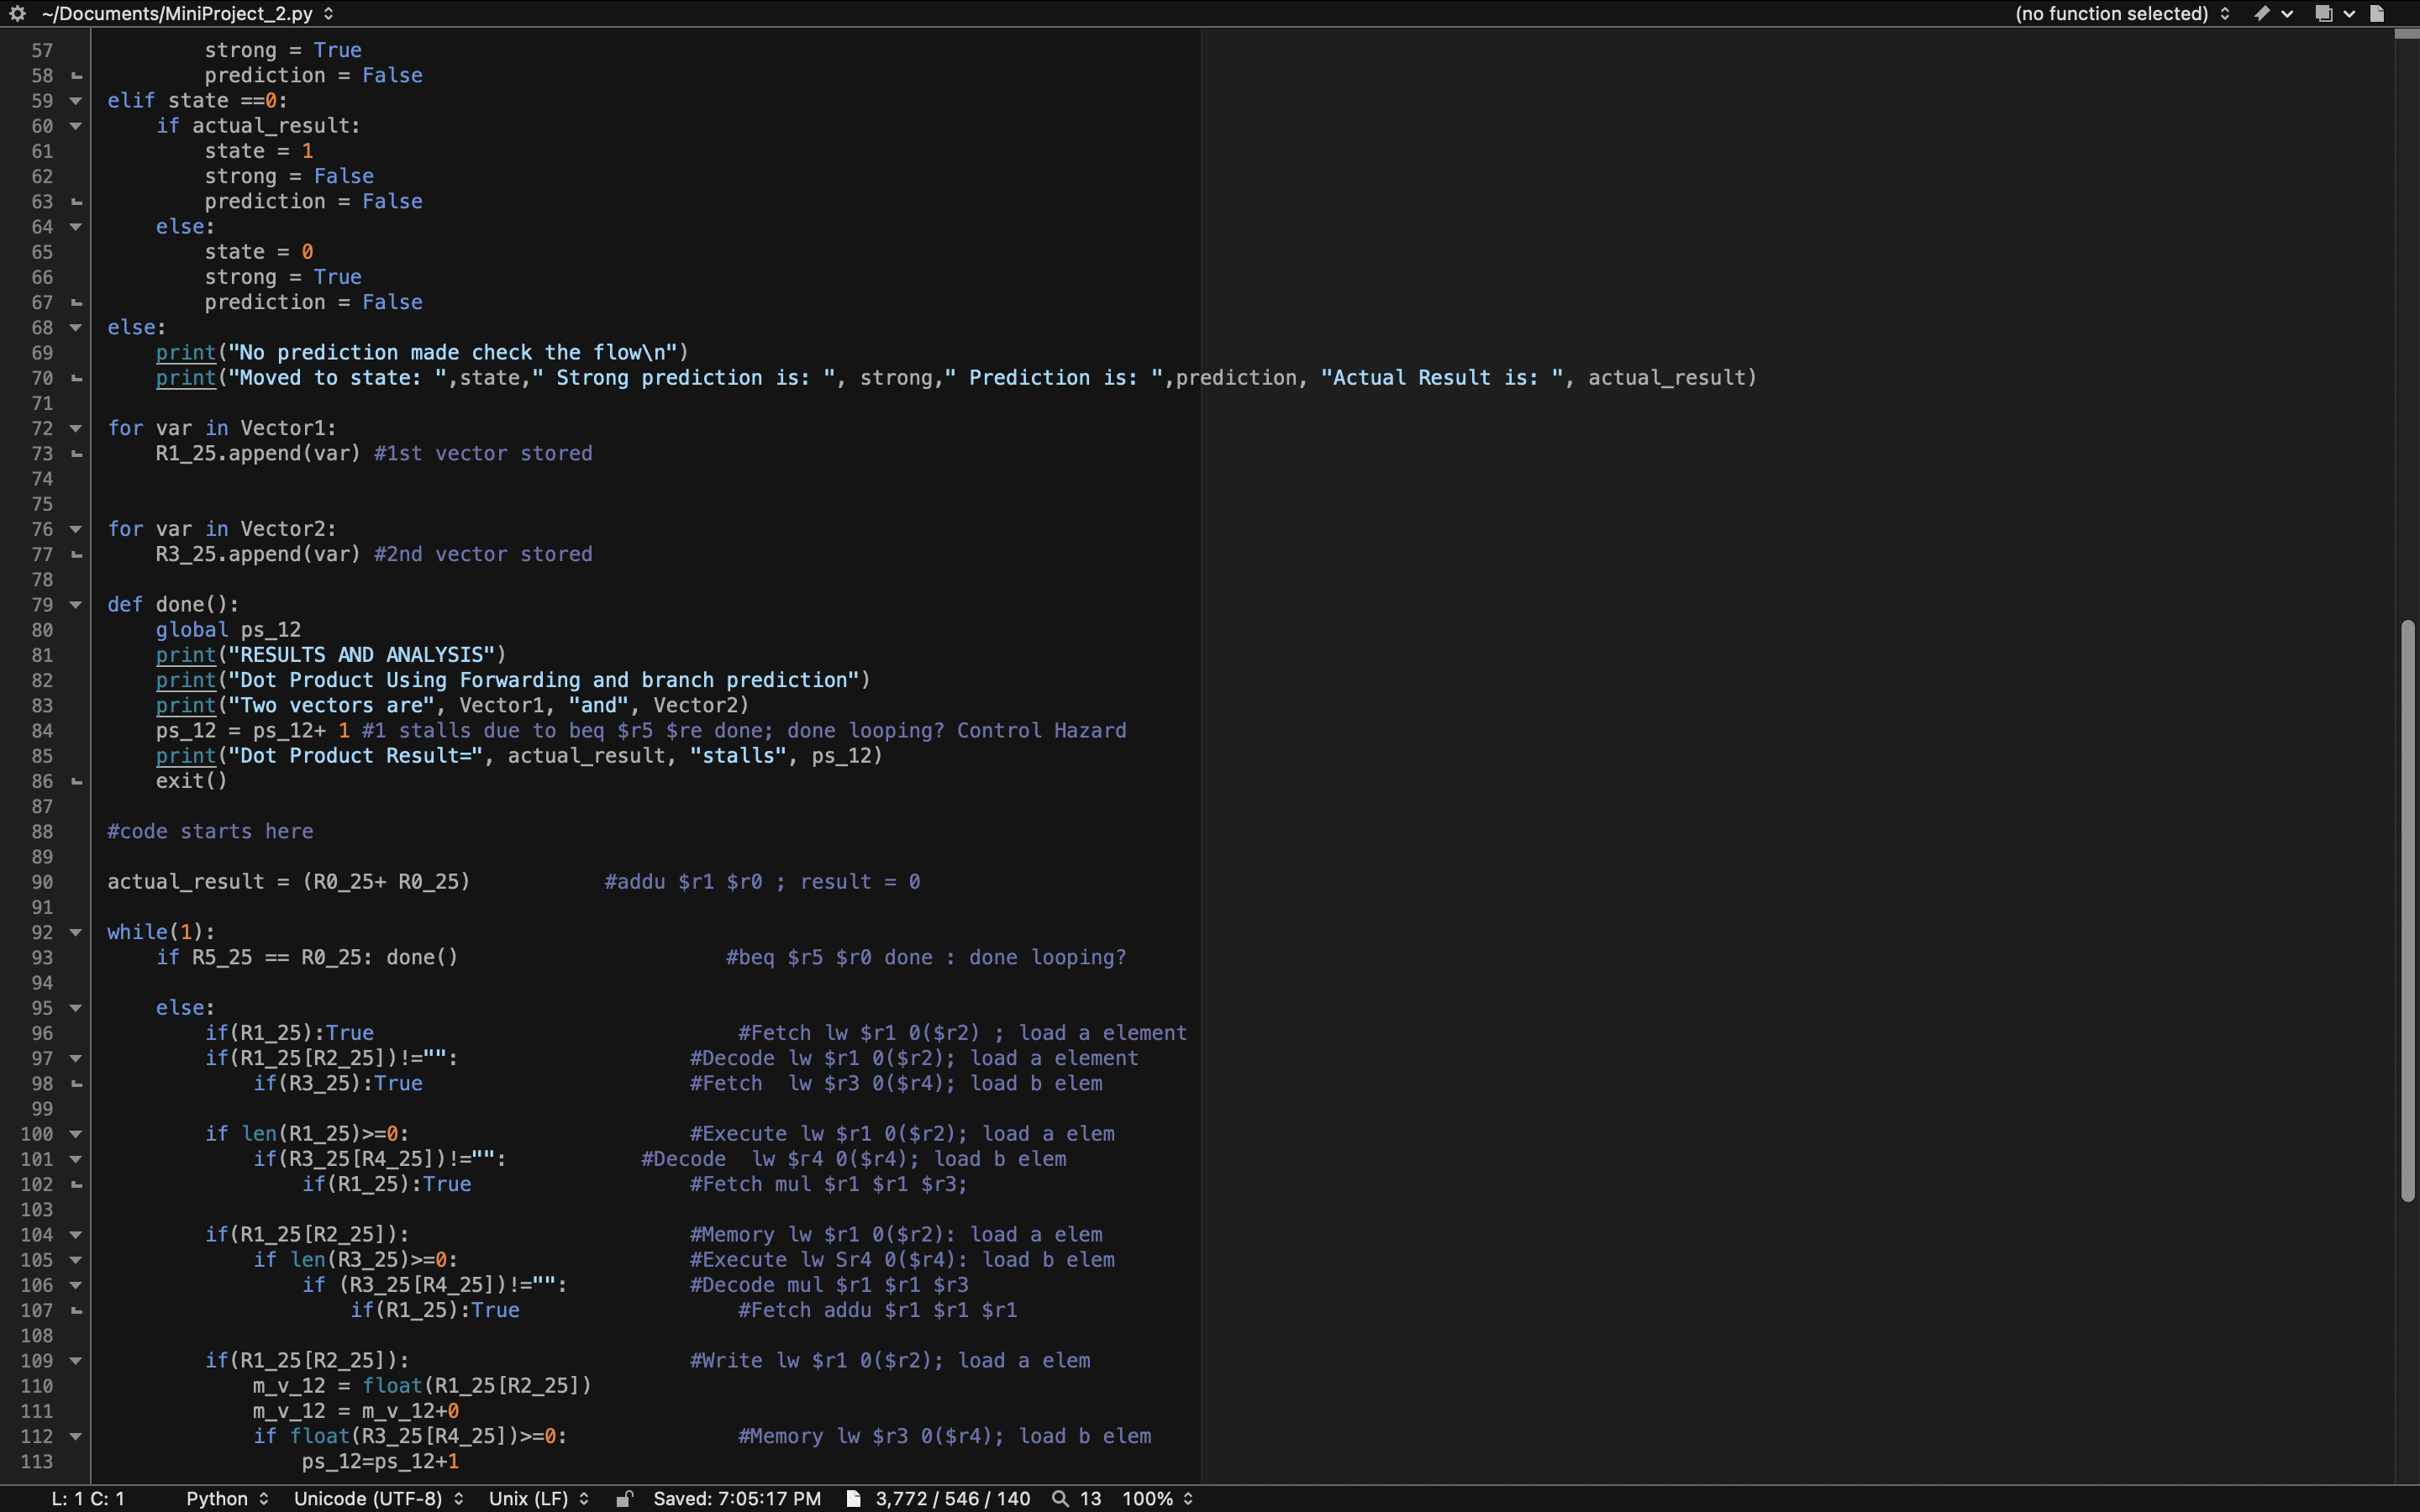 ~/Documents/MiniProject_2.py (no function selected)
57 strong = True
58 prediction = False
59 elif state ==0:
60 if actual_result:
61 state = 1
62 strong = False
63 prediction = False
64 else:
65 state = 0
66 strong = True
67 prediction = False
68 else:
69 print("No prediction made check the flow\n")
70 print("Moved to state: ",state," Strong prediction is: ", strong," Prediction is: ",prediction, "Actual Result is: ", actual_result)
71
72 for var in Vector1:
73 R1_25.append(var) #1st vector stored
74
75
76 for var in Vector2:
77 R3_25.append(var) #2nd vector stored
78
79 def done():
80 global ps_12
81 print("RESULTS AND ANALYSIS")
82 print("Dot Product Using Forwarding and branch prediction")
83 print("Two vectors are", Vector1, "and", Vector2)
84 ps_12 = ps_12+ 1 #1 stalls due to beq $r5 $re done; done looping? Control Hazard
85 print("Dot Product Result=", actual_result, "stalls", ps_12)
86 exit()
87
88 #code starts here
89
90 actual_result = (R0_25+ R0_25) #addu $r1 $r0 ; result = 0
91
92 while(1):
93 if R5_25 == R0_25: done() #beq $r5 $r0 done : done looping?
94
95 else:
96 if(R1_25):True #Fetch lw $r1 0($r2) ; load a element
97 if(R1_25[R2_25])!="": #Decode lw $r1 0($r2); load a element
98 if(R3_25):True #Fetch  lw $r3 0($r4); load b elem
99
100 if len(R1_25)>=0: #Execute lw $r1 0($r2); load a elem
101 if(R3_25[R4_25])!="": #Decode  lw $r4 0($r4); load b elem
102 if(R1_25):True #Fetch mul $r1 $r1 $r3;
103
104 if(R1_25[R2_25]): #Memory lw $r1 0($r2): load a elem
105 if len(R3_25)>=0: #Execute lw Sr4 0($r4): load b elem
106 if (R3_25[R4_25])!="": #Decode mul $r1 $r1 $r3
107 if(R1_25):True #Fetch addu $r1 $r1 $r1
108
109 if(R1_25[R2_25]): #Write lw $r1 0($r2); load a elem
110 m_v_12 = float(R1_25[R2_25])
111 m_v_12 = m_v_12+0
112 if float(R3_25[R4_25])>=0: #Memory lw $r3 0($r4); load b elem
113 ps_12=ps_12+1
L: 1 C: 1 Python Unicode (UTF-8) Unix (LF) Saved: 7:05:17 PM 3,772 / 546 / 140 13 100%